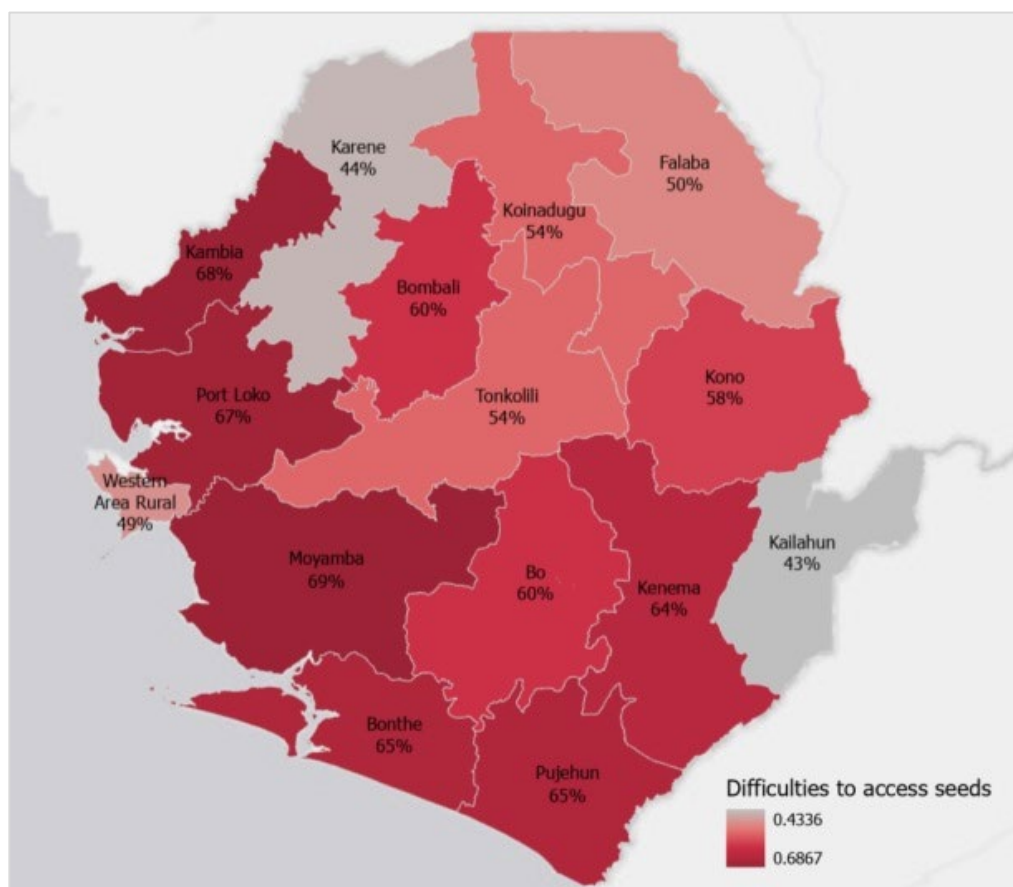 Karene
44%
Falaba
50%
Koinadugu
54%
Kambia
68%
Bombali
60%
Kono
58%
Port Loko
67%
Tonkolili
54%
Western
Area Rural
49%
Kailahun
43%
Moyamba
69%
Bo
60%
Kenema
64%
Bonthe
65%
Pujehun
65%
Difficulties to access seeds
0.4336
0.6867